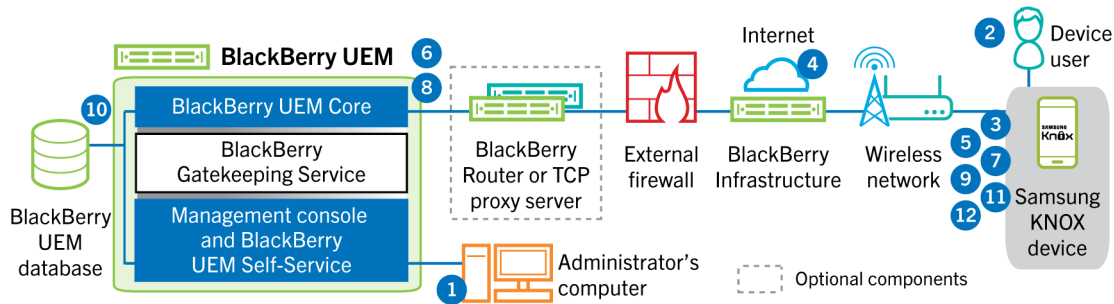 BlackBerry UEM
6
Internet
2
Device
user
4
8
10
BlackBerry UEM Core
BlackBerry
Gatekeeping Service
Management console
and BlackBerry
UEM Self-Service
BlackBerry
UEM
database
BlackBerry
Router or TCP
proxy server
External
firewall
BlackBerry
Infrastructure
Wireless
network
3
5
7
9
11
12
SAMSUNG
Knox
Samsung
KNOX
device
1
Administrator's
computer
Optional components